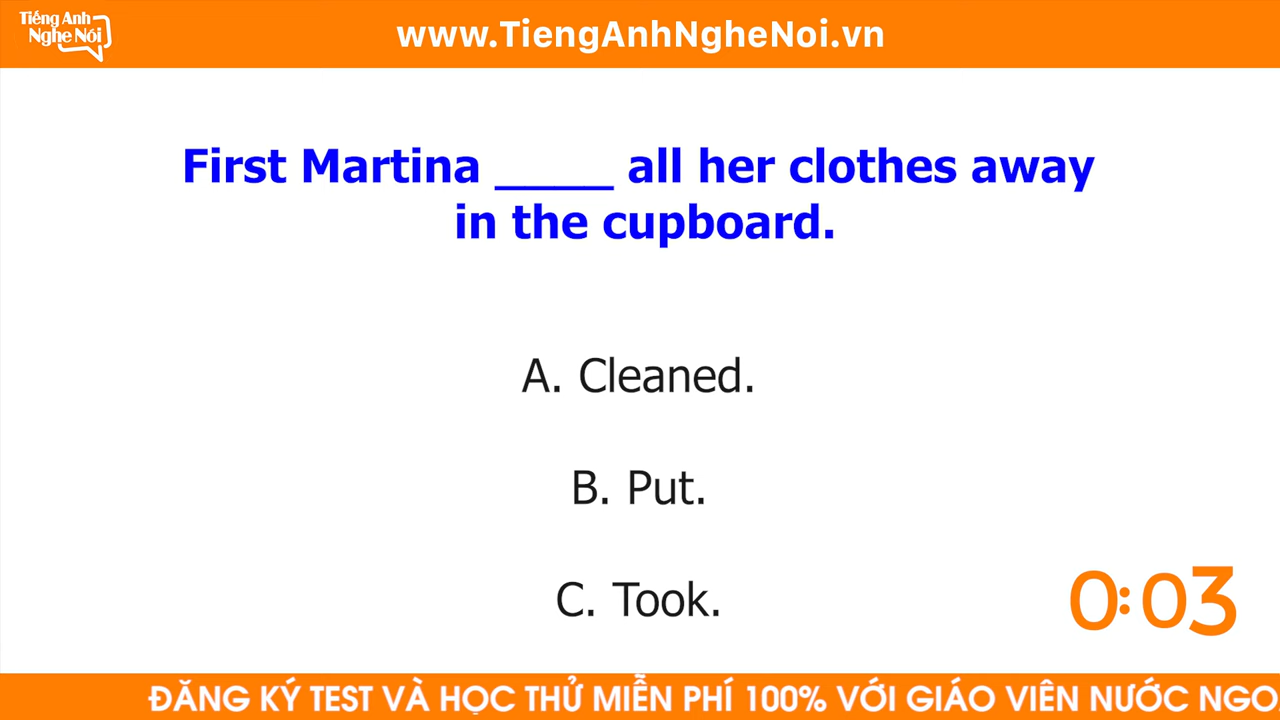 Tiếng Anh
Nghe Nói
www.TiengAnhNgheNoi.vn
First Martina _____ all her clothes away
in the cupboard.
A. Cleaned.
B. Put.
C. Took.
0:03
ĐĂNG KÝ TEST VÀ HỌC THỬ MIỄN PHÍ 100% VỚI GIÁO VIÊN NƯỚC